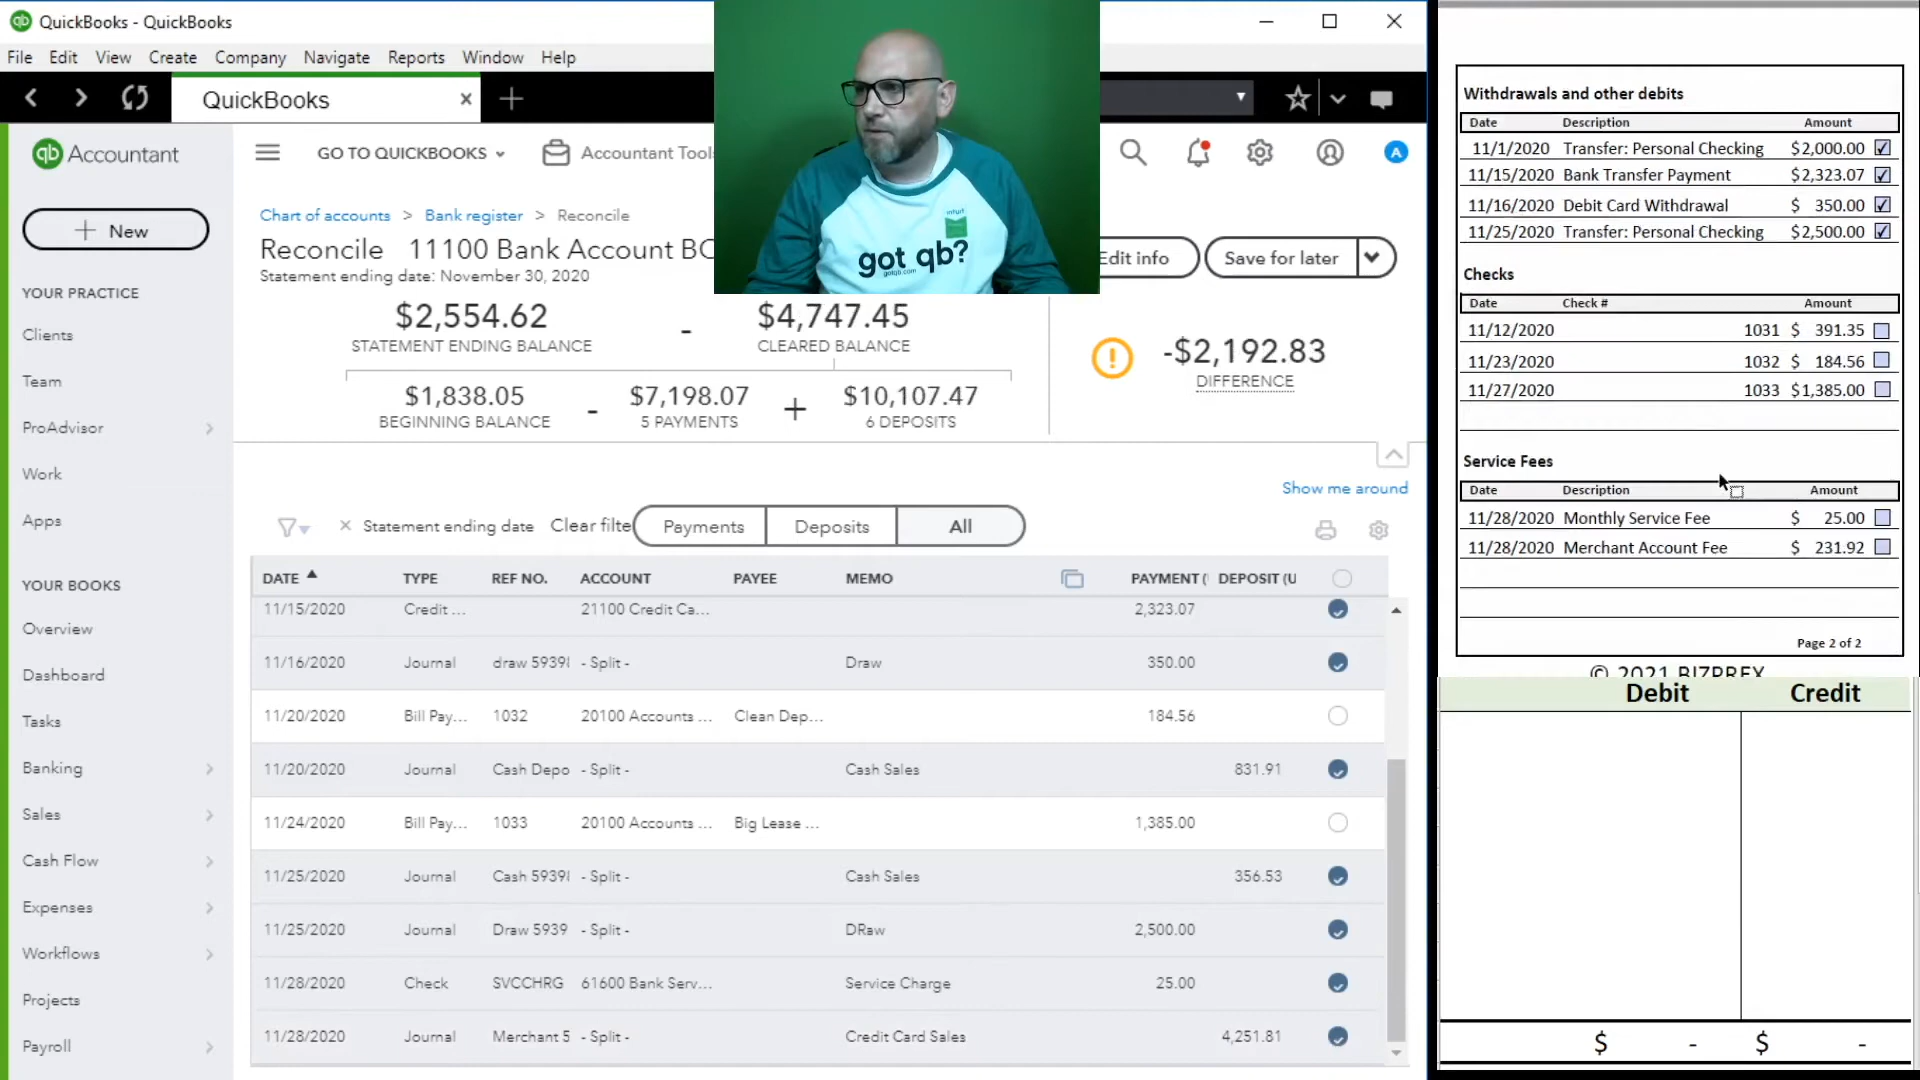 QuickBooks - QuickBooks
File Edit View Create Company Navigate Reports Window Help
QuickBooks
qb Accountant
GO TO QUICKBOOKS
Accountant Tools
A
New
Chart of accounts > Bank register > Reconcile
Reconcile 11100 Bank Account BO
Statement ending date: November 30, 2020
Edit info
Save for later
intuit
got qb?
gotqb.com
$2,554.62
STATEMENT ENDING BALANCE
-
$4,747.45
CLEARED BALANCE
-$2,192.83
DIFFERENCE
$1,838.05
BEGINNING BALANCE
-
$7,198.07
5 PAYMENTS
+
$10,107.47
6 DEPOSITS
Show me around
Statement ending date Clear filte
Payments Deposits All
DATE TYPE REF NO. ACCOUNT PAYEE MEMO PAYMENT ( DEPOSIT (U
11/15/2020 Credit ... 21100 Credit Ca... 2,323.07
11/16/2020 Journal draw 5939 - Split - Draw 350.00
11/20/2020 Bill Pay... 1032 20100 Accounts ... Clean Dep... 184.56
11/20/2020 Journal Cash Depo - Split - Cash Sales 831.91
11/24/2020 Bill Pay... 1033 20100 Accounts ... Big Lease ... 1,385.00
11/25/2020 Journal Cash 5939 - Split - Cash Sales 356.53
11/25/2020 Journal Draw 5939 - Split - DRaw 2,500.00
11/28/2020 Check SVCCHRG 61600 Bank Serv... Service Charge 25.00
11/28/2020 Journal Merchant 5 - Split - Credit Card Sales 4,251.81
YOUR PRACTICE
Clients
Team
ProAdvisor
Work
Apps
YOUR BOOKS
Overview
Dashboard
Tasks
Banking
Sales
Cash Flow
Expenses
Workflows
Projects
Payroll
Withdrawals and other debits
Date Description Amount
11/1/2020 Transfer: Personal Checking $2,000.00
11/15/2020 Bank Transfer Payment $2,323.07
11/16/2020 Debit Card Withdrawal $ 350.00
11/25/2020 Transfer: Personal Checking $2,500.00
Checks
Date Check # Amount
11/12/2020 1031 $ 391.35
11/23/2020 1032 $ 184.56
11/27/2020 1033 $1,385.00
Service Fees
Date Description Amount
11/28/2020 Monthly Service Fee $ 25.00
11/28/2020 Merchant Account Fee $ 231.92
Page 2 of 2
© 2021 BIZPREX
Debit Credit
$ - $ -